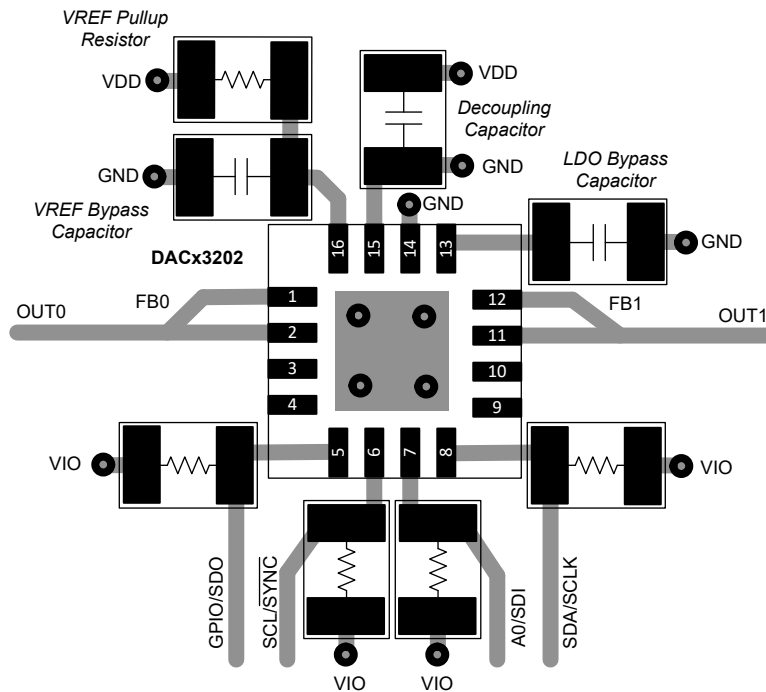 VREF Pullup
Resistor
VDD
VDD
Decoupling
Capacitor
GND
GND
LDO Bypass
Capacitor
VREF Bypass
Capacitor
GND
GND
DACx3202
16
15
14
13
1
12
FB0
FB1
OUT0
OUT1
2
11
3
10
4
9
5
6
7
8
VIO
VIO
GPIO/SDO
SCL/SYNC
A0/SDI
SDA/SCLK
VIO
VIO